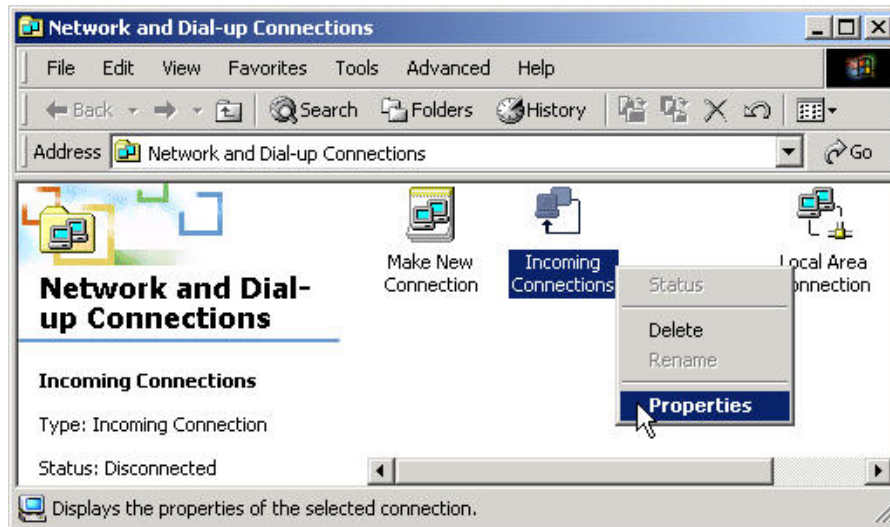 Network and Dial-up Connections
File Edit View Favorites Tools Advanced Help
Back Search Folders History
Address Network and Dial-up Connections Go
Make New
Connection
Incoming
Connections
Local Area
onnection
Network and Dial-
up Connections
Incoming Connections
Type: Incoming Connection
Status: Disconnected
Status
Delete
Rename
Properties
Displays the properties of the selected connection.